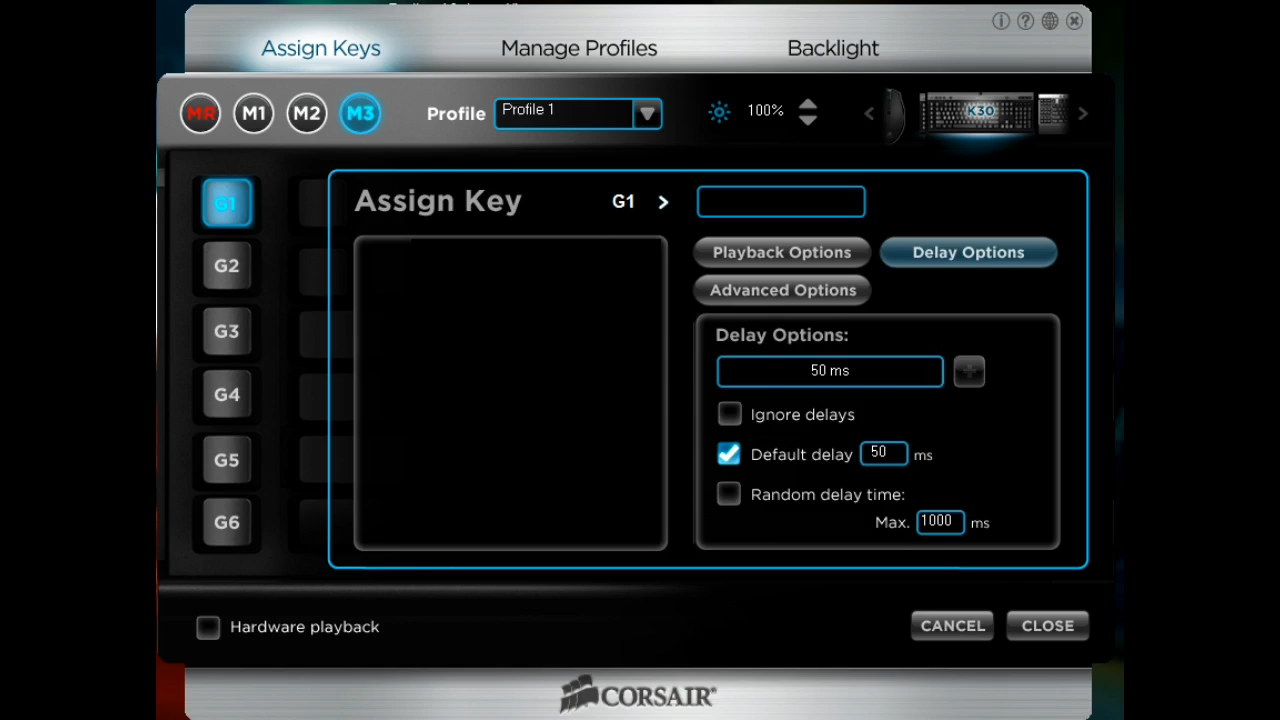 Assign Keys Manage Profiles Backlight
MR M1 M2 M3 Profile Profile 1 100% K30
G1 Assign Key G1
G2 Playback Options Delay Options
Advanced Options
G3 Delay Options:
50 ms
G4 Ignore delays
G5 Default delay 50 ms
Random delay time:
G6 Max. 1000 ms
Hardware playback CANCEL CLOSE
CORSAIR